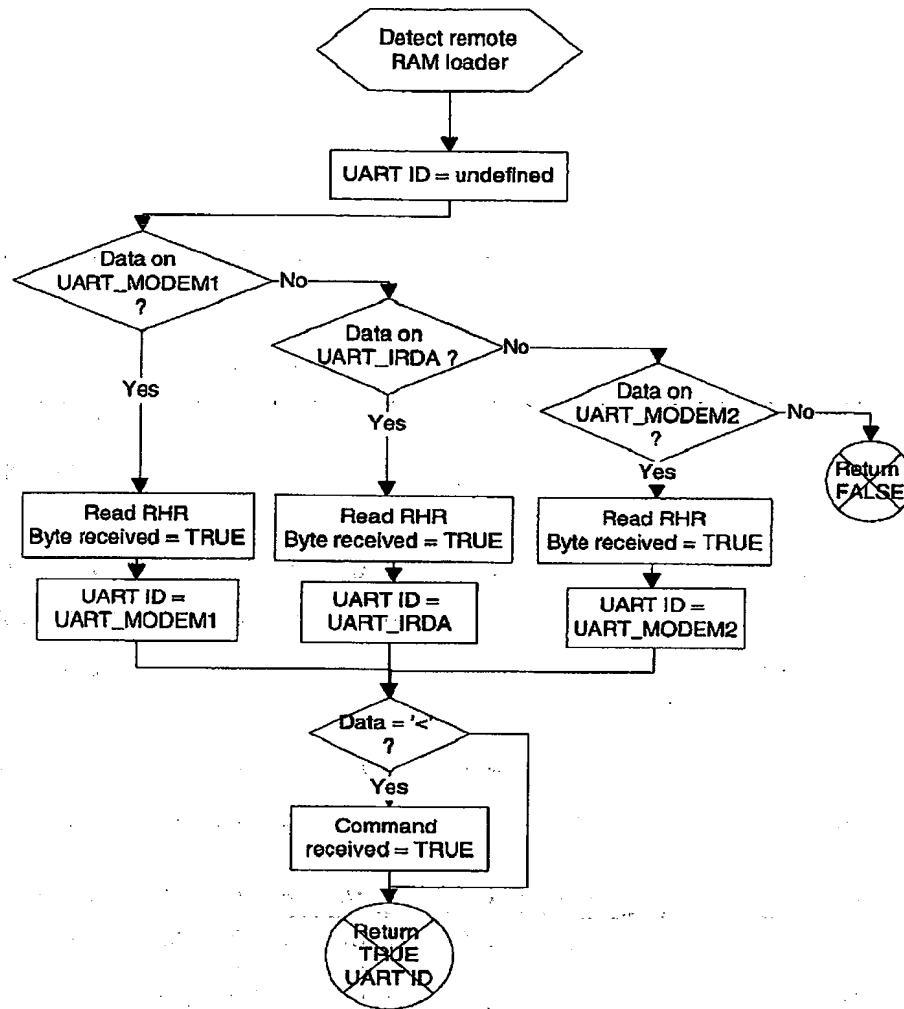 Detect remote
RAM loader
UART ID = undefined
Data on
UART_MODEM1
?
No
Data on
UART_IRDA ?
No
Data on
UART_MODEM2
?
No
Return
FALSE
Yes
Yes
Yes
Read RHR
Byte received = TRUE
Read RHR
Byte received = TRUE
Read RHR
Byte received = TRUE
UART ID =
UART_MODEM1
UART ID =
UART_IRDA
UART ID =
UART_MODEM2
Data = '<'
?
Yes
Command
received = TRUE
Return
TRUE
UART ID